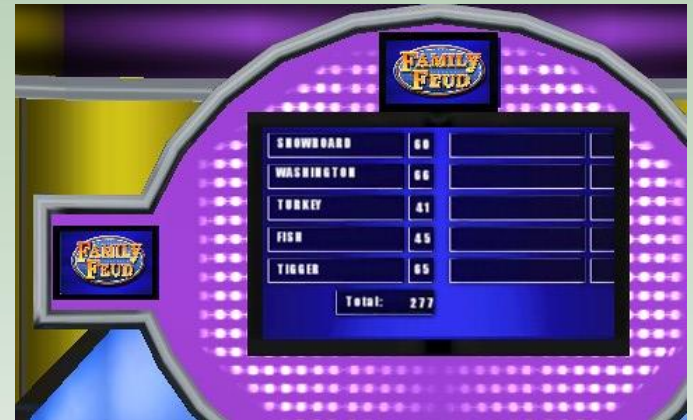 FAMILY
FEUD
SNOWBOARD 60
WASHINGTON 66
TURKEY 41
FISH 45
TIGGER 65
Total: 277
FAMILY
FEUD